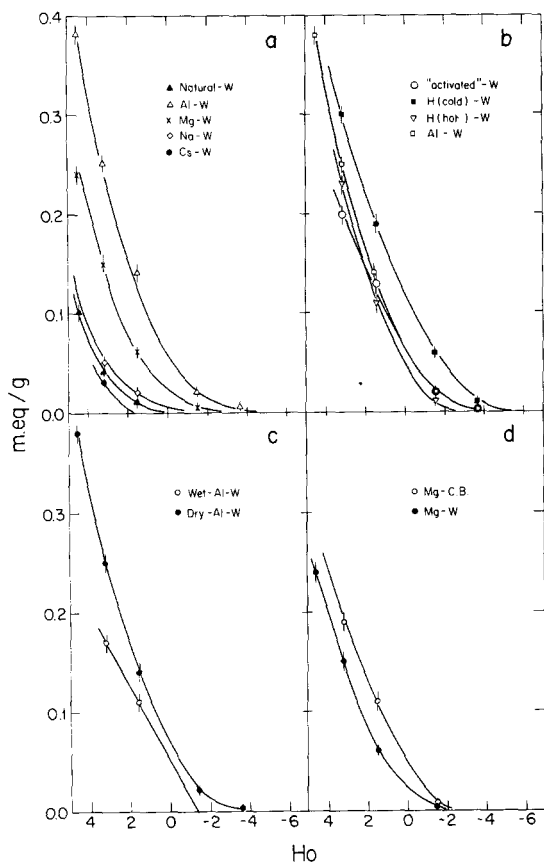 0.4
a
b
▲ Natural-W
△ Al-W
× Mg-W
◇ Na-W
● Cs-W
○ "activated"-W
■ H(cold)-W
▽ H(hot)-W
□ Al-W
0.3
0.2
0.1
0.0
m.eq/g
c
d
○ Wet-Al-W
● Dry-Al-W
○ Mg-C.B.
● Mg-W
0.3
0.2
0.1
0.0
4 2 0 -2 -4 -6
4 2 0 -2 -4 -6
Ho